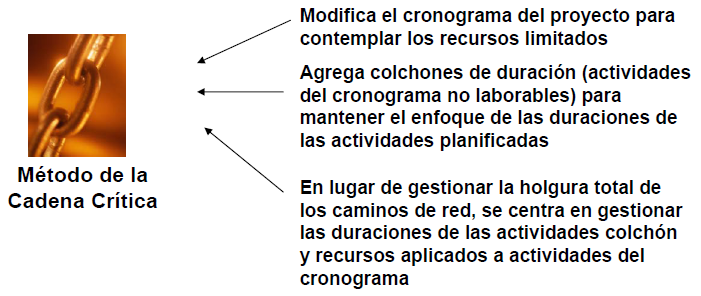 Modifica el cronograma del proyecto para
contemplar los recursos limitados
Agrega colchones de duración (actividades
del cronograma no laborables) para
mantener el enfoque de las duraciones de
las actividades planificadas
Método de la
Cadena Crítica
En lugar de gestionar la holgura total de
los caminos de red, se centra en gestionar
las duraciones de las actividades colchón
y recursos aplicados a actividades del
cronograma